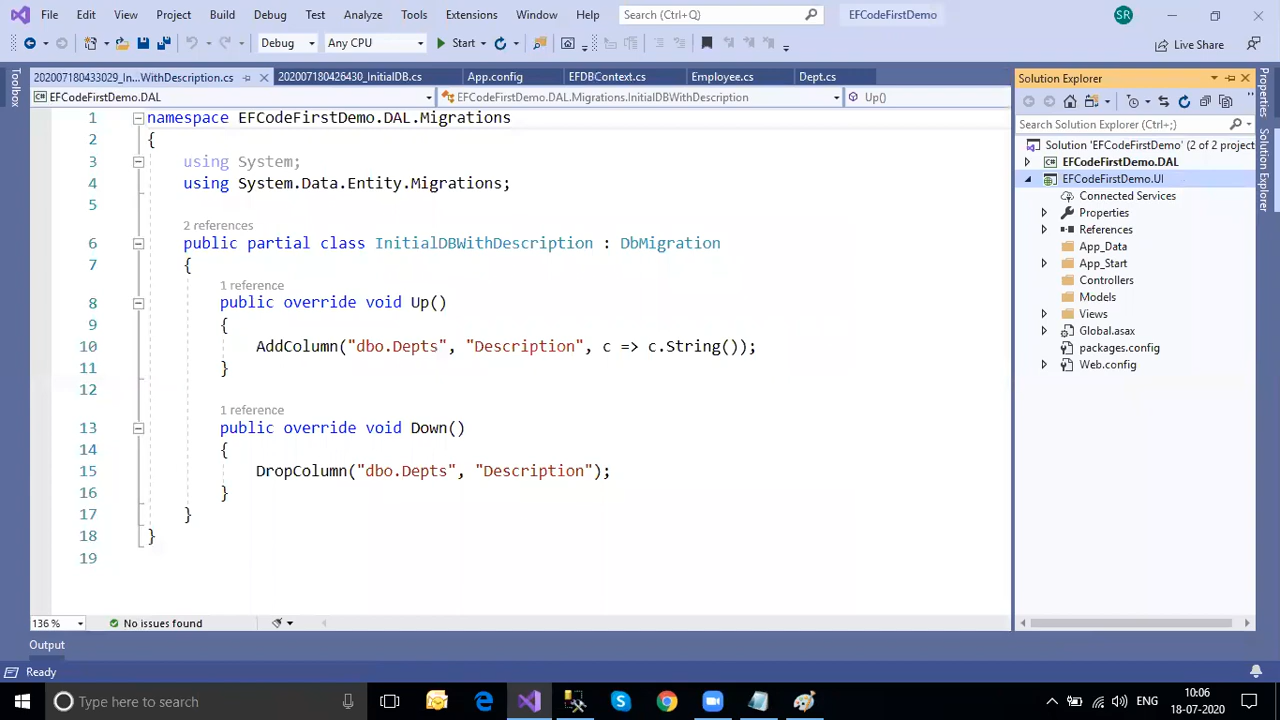 File Edit View Project Build Debug Test Analyze Tools Extensions Window Help Search (Ctrl+Q) EFCodeFirstDemo SR
Debug Any CPU Start Live Share
202007180433029_In...WithDescription.cs 202007180426430_InitialDB.cs App.config EFDBContext.cs Employee.cs Dept.cs
EFCodeFirstDemo.DAL EFCodeFirstDemo.DAL.Migrations.InitialDBWithDescription Up()
Toolbox
1 namespace EFCodeFirstDemo.DAL.Migrations
2 {
3 using System;
4 using System.Data.Entity.Migrations;
5
2 references
6 public partial class InitialDBWithDescription : DbMigration
7 {
1 reference
8 public override void Up()
9 {
10 AddColumn("dbo.Depts", "Description", c => c.String());
11 }
12
1 reference
13 public override void Down()
14 {
15 DropColumn("dbo.Depts", "Description");
16 }
17 }
18 }
19
136 % No issues found
Solution Explorer
Search Solution Explorer (Ctrl+;)
Solution 'EFCodeFirstDemo' (2 of 2 project
EFCodeFirstDemo.DAL
EFCodeFirstDemo.UI
Connected Services
Properties
References
App_Data
App_Start
Controllers
Models
Views
Global.asax
packages.config
Web.config
Properties
Solution Explorer
Output
Ready
Type here to search
ENG
10:06
18-07-2020